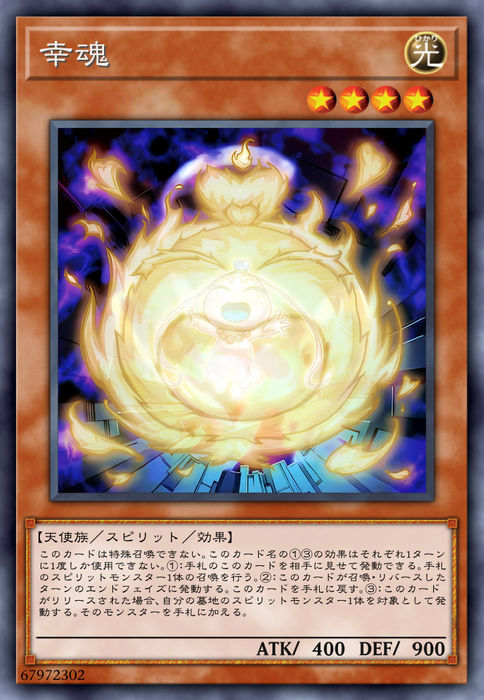 幸魂
ひかり
光
【天使族／スピリット／効果】
このカードは特殊召喚できない。このカード名の①③の効果はそれぞれ1ターン
に1度しか使用できない。①：手札のこのカードを相手に見せて発動できる。手札
のスピリットモンスター1体の召喚を行う。②：このカードが召喚・リバースした
ターンのエンドフェイズに発動する。このカードを手札に戻す。③：このカード
がリリースされた場合、自分の墓地のスピリットモンスター1体を対象として発
動する。そのモンスターを手札に加える。
ATK/ 400 DEF/ 900
67972302